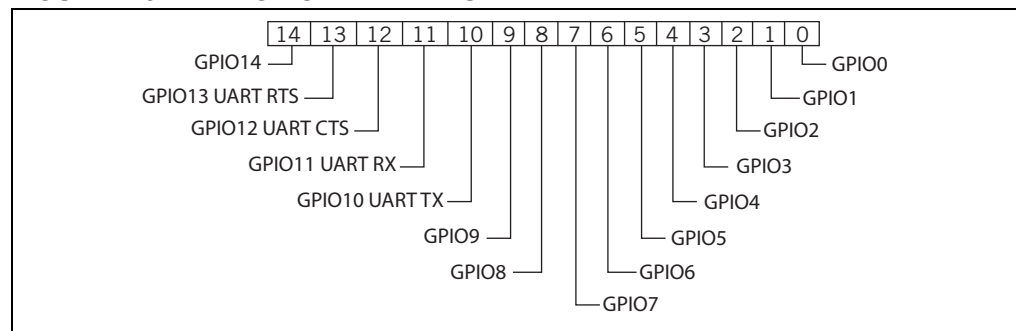 14 13 12 11 10 9 8 7 6 5 4 3 2 1 0
GPIO14 GPIO0
GPIO13 UART RTS GPIO1
GPIO12 UART CTS GPIO2
GPIO11 UART RX GPIO3
GPIO10 UART TX GPIO4
GPIO9 GPIO5
GPIO8 GPIO6
GPIO7